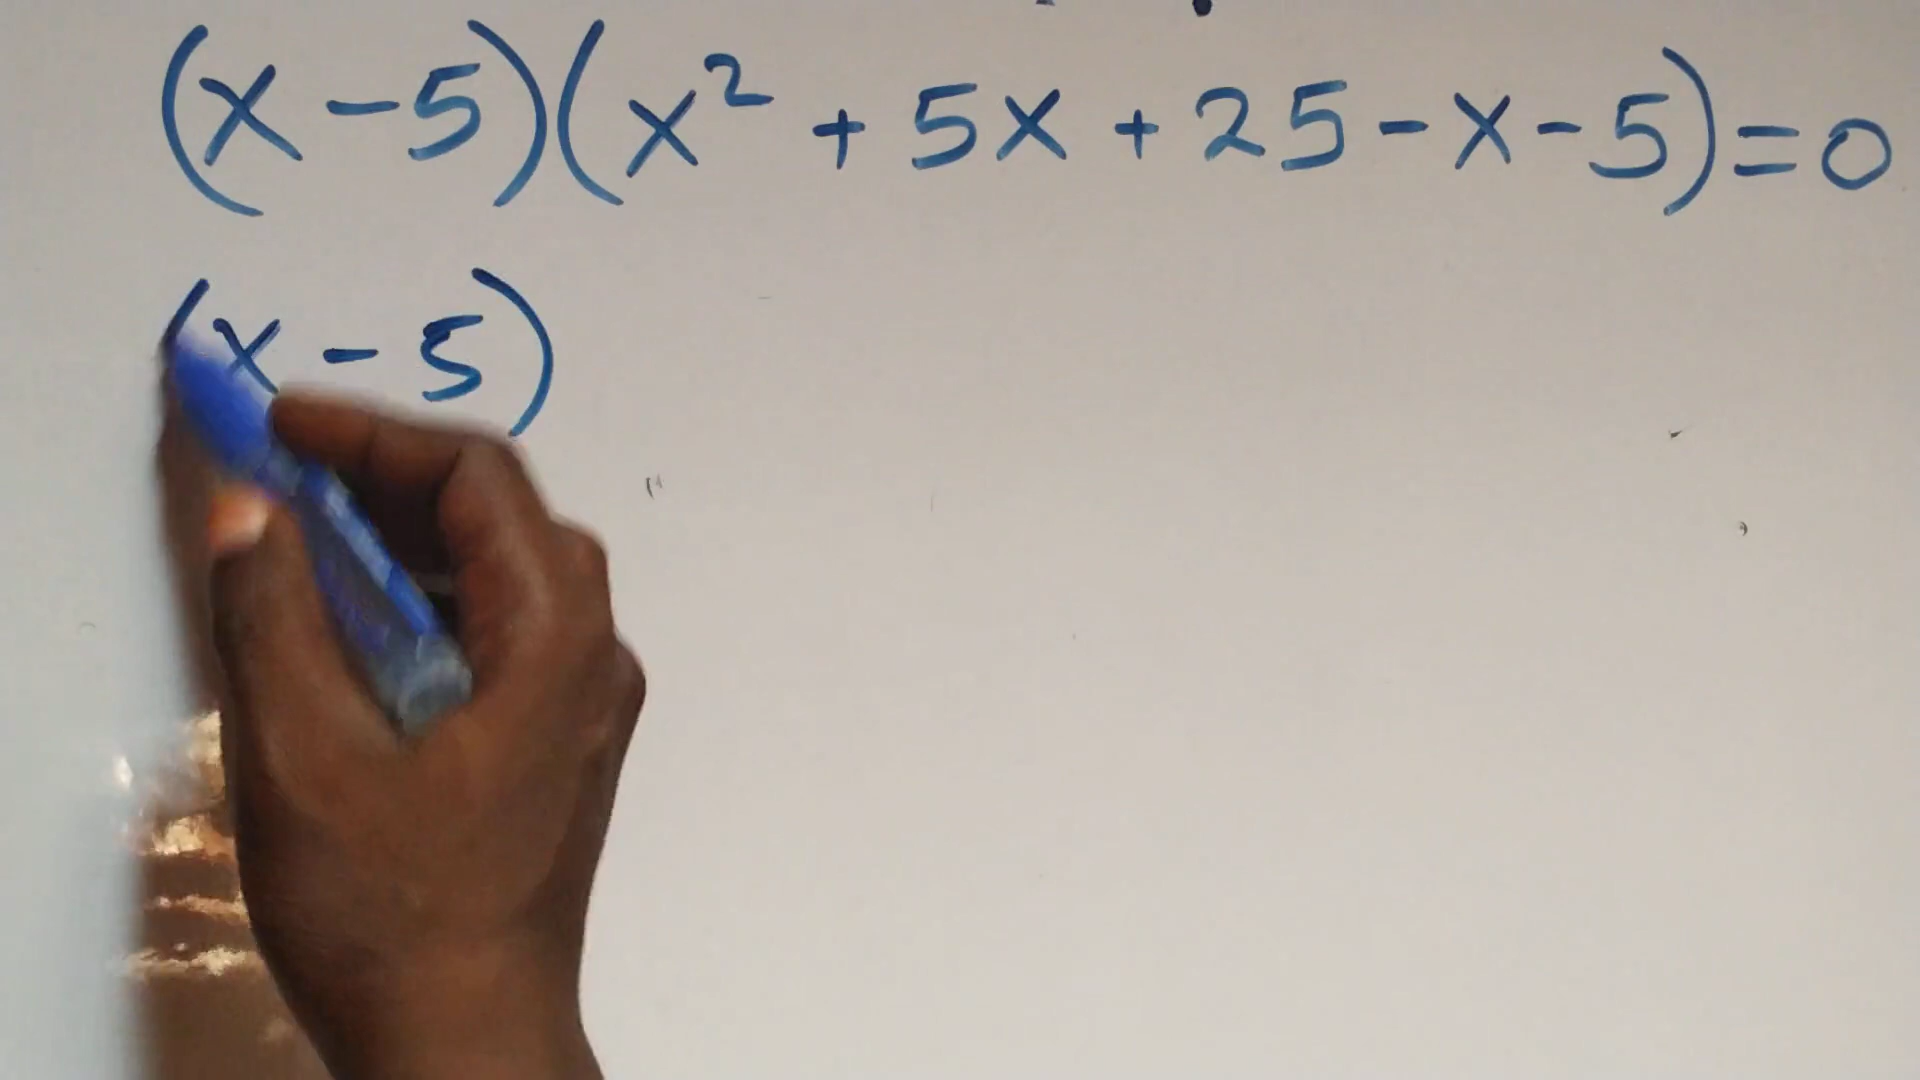 (x - 5)(x² + 5x + 25 - x - 5) = 0
(x - 5)